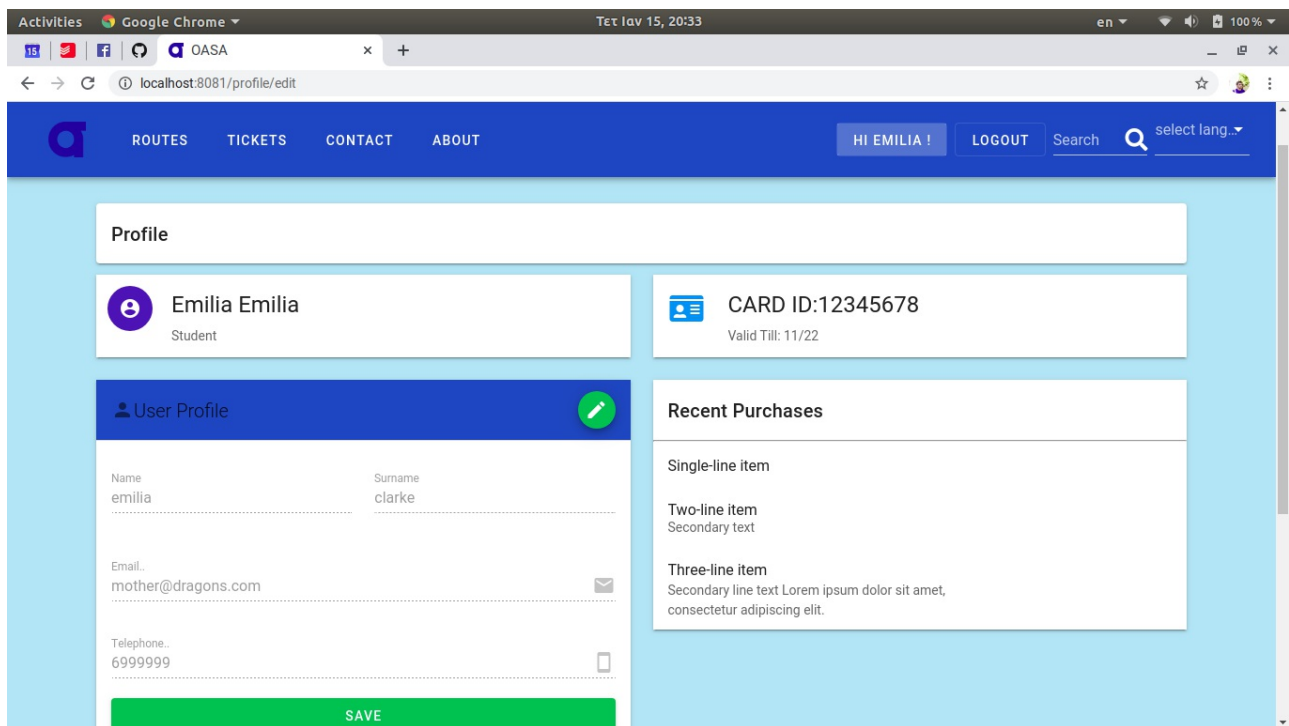 Activities Google Chrome Τετ Ιαν 15, 20:33 en 100 %
15 OASA
localhost:8081/profile/edit
ROUTES TICKETS CONTACT ABOUT HI EMILIA ! LOGOUT Search select lang...
Profile
Emilia Emilia
Student
CARD ID:12345678
Valid Till: 11/22
User Profile
Name
emilia
Surname
clarke
Email..
mother@dragons.com
Telephone..
6999999
SAVE
Recent Purchases
Single-line item
Two-line item
Secondary text
Three-line item
Secondary line text Lorem ipsum dolor sit amet,
consectetur adipiscing elit.